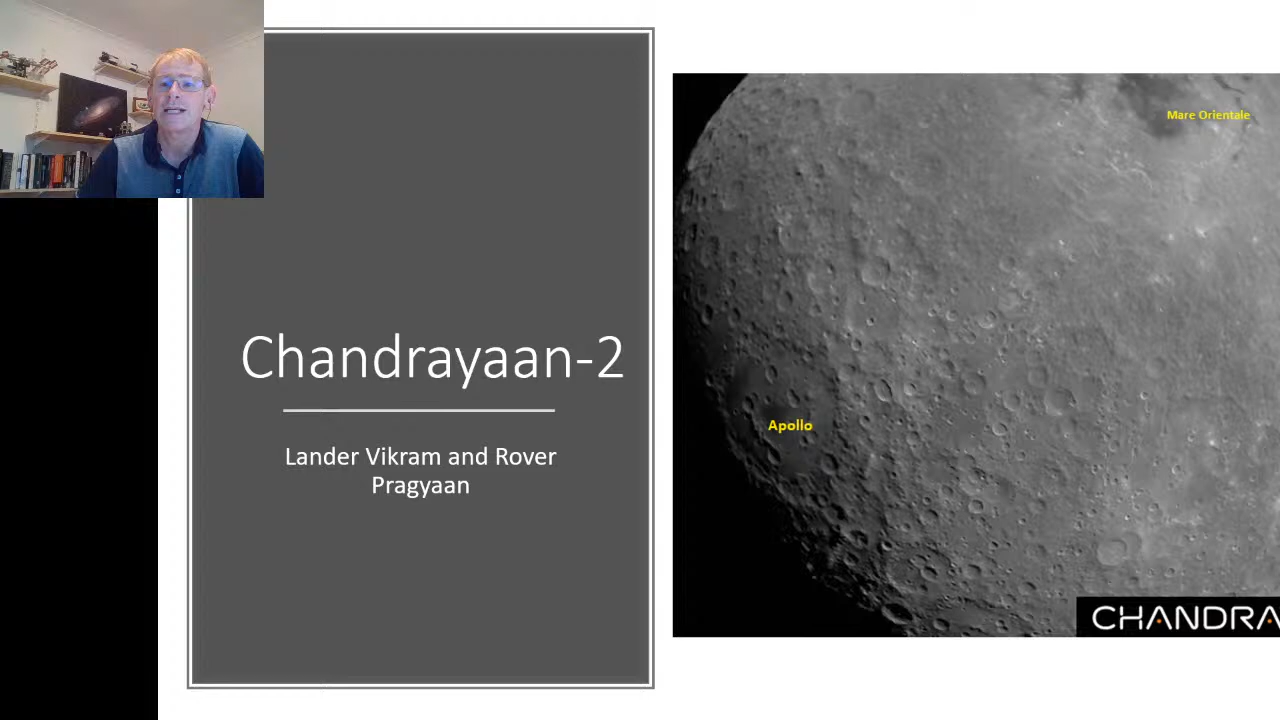 Chandrayaan-2
Lander Vikram and Rover
Pragyaan
Mare Orientale
Apollo
CHANDRA